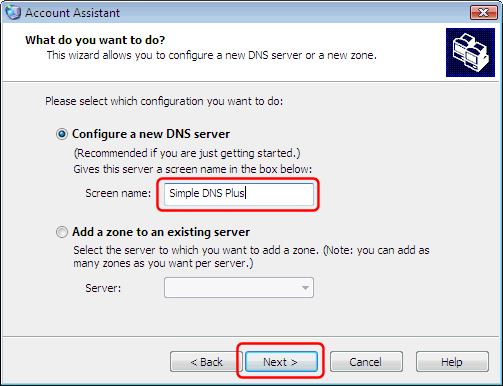 Account Assistant
What do you want to do?
This wizard allows you to configure a new DNS server or a new zone.
Please select which configuration you want to do:
Configure a new DNS server
(Recommended if you are just getting started.)
Gives this server a screen name in the box below:
Screen name: Simple DNS Plus
Add a zone to an existing server
Select the server to which you want to add a zone. (Note: you can add as
many zones as you want per server.)
Server:
< Back Next > Cancel Help